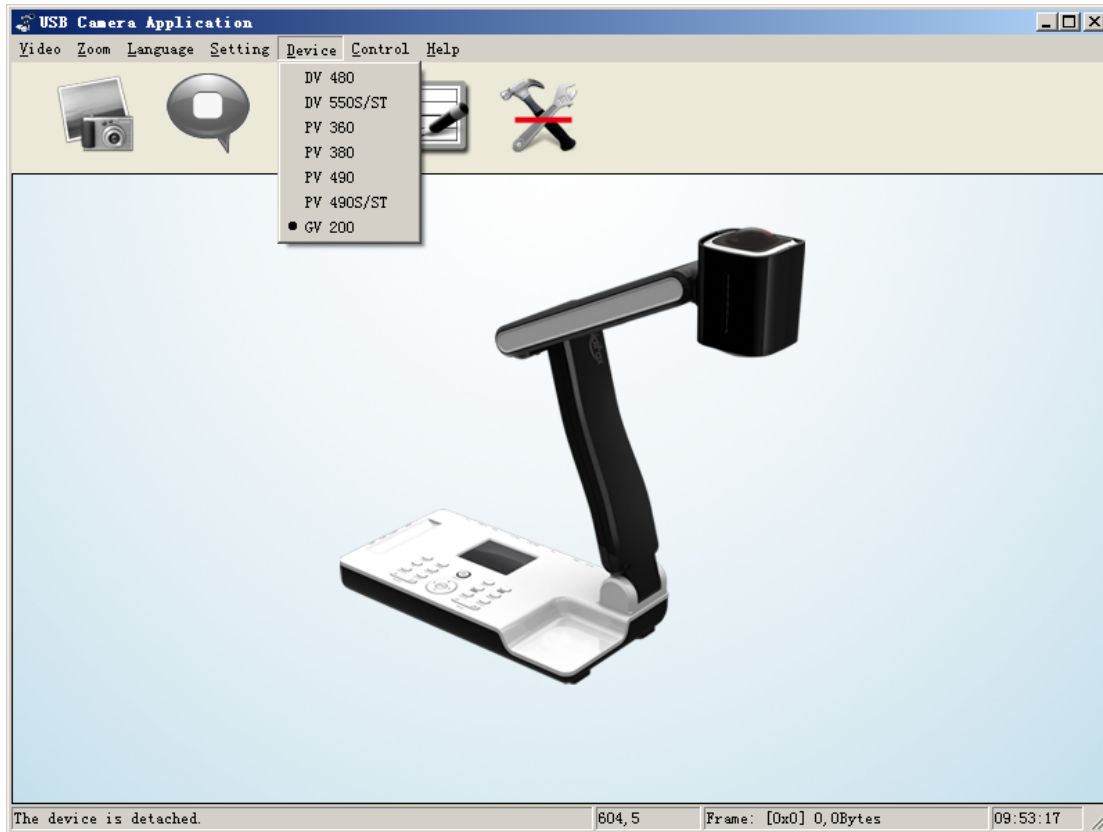 USB Camera Application
Video Zoom Language Setting Device Control Help
DV 480
DV 550S/ST
PV 360
PV 380
PV 490
PV 490S/ST
GV 200
The device is detached. 604,5 Frame: [0x0] 0,0Bytes 09:53:17